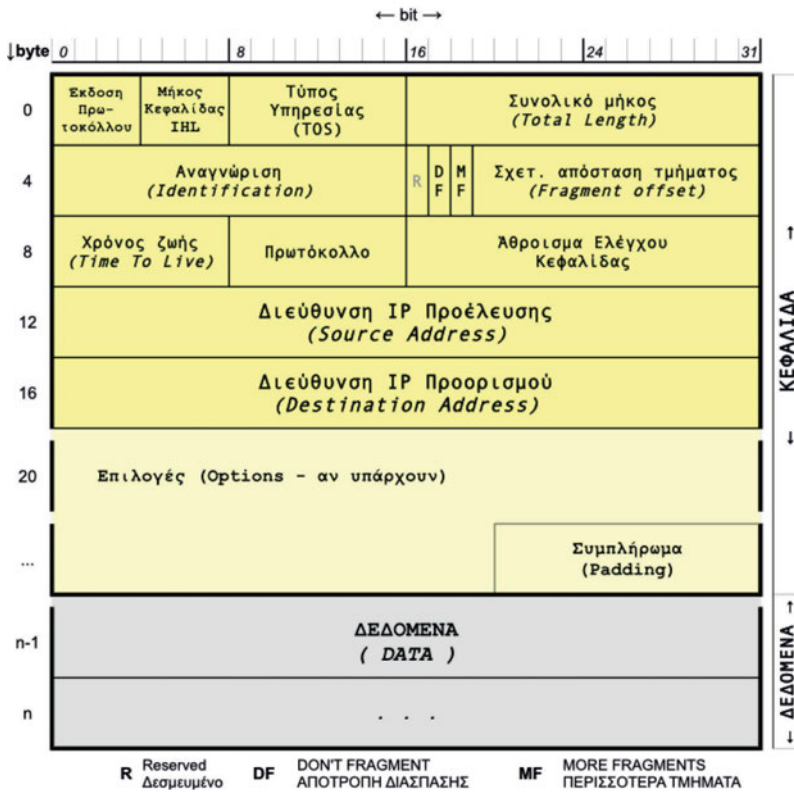 ← bit →
↓byte 0 8 16 24 31
0 Έκδοση Πρω- τοκόλλου Μήκος Κεφαλίδας IHL Τύπος Υπηρεσίας (TOS) Συνολικό μήκος (Total Length)
4 Αναγνώριση (Identification) R DF MF Σχετ. απόσταση τμήματος (Fragment offset)
8 Χρόνος ζωής (Time To Live) Πρωτόκολλο Άθροισμα Ελέγχου Κεφαλίδας
12 Διεύθυνση IP Προέλευσης
(Source Address)
16 Διεύθυνση IP Προορισμού
(Destination Address)
↑ ΚΕΦΑΛΙΔΑ ↓
20 Επιλογές (Options - αν υπάρχουν)
... Συμπλήρωμα
(Padding)
n-1 ΔΕΔΟΜΕΝΑ
( DATA )
n . . .
↑ ΔΕΔΟΜΕΝΑ ↓
R Reserved
Δεσμευμένο
DF DON'T FRAGMENT
ΑΠΟΤΡΟΠΗ ΔΙΑΣΠΑΣΗΣ
MF MORE FRAGMENTS
ΠΕΡΙΣΣΟΤΕΡΑ ΤΜΗΜΑΤΑ